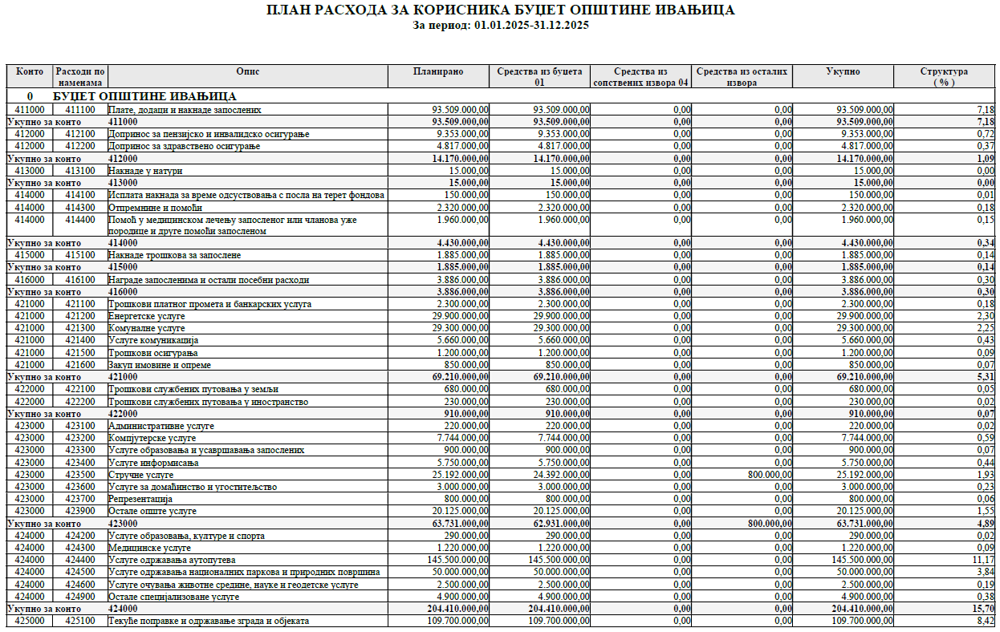 ПЛАН РАСХОДА ЗА КОРИСНИКА БУЏЕТ ОПШТИНЕ ИВАЊИЦА
За период: 01.01.2025-31.12.2025
Конто Расходи по наменама Опис Планирано Средства из буџета 01 Средства из сопствених извора 04 Средства из осталих извора Укупно Структура ( % )
0 БУЏЕТ ОПШТИНЕ ИВАЊИЦА
411000 411100 Плате, додаци и накнаде запослених 93.509.000,00 93.509.000,00 0,00 0,00 93.509.000,00 7,18
Укупно за конто 411000 93.509.000,00 93.509.000,00 0,00 0,00 93.509.000,00 7,18
412000 412100 Допринос за пензијско и инвалидско осигурање 9.353.000,00 9.353.000,00 0,00 0,00 9.353.000,00 0,72
412000 412200 Допринос за здравствено осигурање 4.817.000,00 4.817.000,00 0,00 0,00 4.817.000,00 0,37
Укупно за конто 412000 14.170.000,00 14.170.000,00 0,00 0,00 14.170.000,00 1,09
413000 413100 Накнаде у натури 15.000,00 15.000,00 0,00 0,00 15.000,00 0,00
Укупно за конто 413000 15.000,00 15.000,00 0,00 0,00 15.000,00 0,00
414000 414100 Исплата накнада за време одсуствовања с посла на терет фондова 150.000,00 150.000,00 0,00 0,00 150.000,00 0,01
414000 414300 Отпремнине и помоћи 2.320.000,00 2.320.000,00 0,00 0,00 2.320.000,00 0,18
414000 414400 Помоћ у медицинском лечењу запосленог или чланова уже 1.960.000,00 1.960.000,00 0,00 0,00 1.960.000,00 0,15
породице и друге помоћи запосленом
Укупно за конто 414000 4.430.000,00 4.430.000,00 0,00 0,00 4.430.000,00 0,34
415000 415100 Накнаде трошкова за запослене 1.885.000,00 1.885.000,00 0,00 0,00 1.885.000,00 0,14
Укупно за конто 415000 1.885.000,00 1.885.000,00 0,00 0,00 1.885.000,00 0,14
416000 416100 Награде запосленима и остали посебни расходи 3.886.000,00 3.886.000,00 0,00 0,00 3.886.000,00 0,30
Укупно за конто 416000 3.886.000,00 3.886.000,00 0,00 0,00 3.886.000,00 0,30
421000 421100 Трошкови платног промета и банкарских услуга 2.300.000,00 2.300.000,00 0,00 0,00 2.300.000,00 0,18
421000 421200 Енергетске услуге 29.900.000,00 29.900.000,00 0,00 0,00 29.900.000,00 2,30
421000 421300 Комуналне услуге 29.300.000,00 29.300.000,00 0,00 0,00 29.300.000,00 2,25
421000 421400 Услуге комуникација 5.660.000,00 5.660.000,00 0,00 0,00 5.660.000,00 0,43
421000 421500 Трошкови осигурања 1.200.000,00 1.200.000,00 0,00 0,00 1.200.000,00 0,09
421000 421600 Закуп имовине и опреме 850.000,00 850.000,00 0,00 0,00 850.000,00 0,07
Укупно за конто 421000 69.210.000,00 69.210.000,00 0,00 0,00 69.210.000,00 5,31
422000 422100 Трошкови службених путовања у земљи 680.000,00 680.000,00 0,00 0,00 680.000,00 0,05
422000 422200 Трошкови службених путовања у иностранство 230.000,00 230.000,00 0,00 0,00 230.000,00 0,02
Укупно за конто 422000 910.000,00 910.000,00 0,00 0,00 910.000,00 0,07
423000 423100 Административне услуге 220.000,00 220.000,00 0,00 0,00 220.000,00 0,02
423000 423200 Компјутерске услуге 7.744.000,00 7.744.000,00 0,00 0,00 7.744.000,00 0,59
423000 423300 Услуге образовања и усавршавања запослених 900.000,00 900.000,00 0,00 0,00 900.000,00 0,07
423000 423400 Услуге информисања 5.750.000,00 5.750.000,00 0,00 0,00 5.750.000,00 0,44
423000 423500 Стручне услуге 25.192.000,00 24.392.000,00 0,00 800.000,00 25.192.000,00 1,93
423000 423600 Услуге за домаћинство и угоститељство 3.000.000,00 3.000.000,00 0,00 0,00 3.000.000,00 0,23
423000 423700 Репрезентација 800.000,00 800.000,00 0,00 0,00 800.000,00 0,06
423000 423900 Остале опште услуге 20.125.000,00 20.125.000,00 0,00 0,00 20.125.000,00 1,55
Укупно за конто 423000 63.731.000,00 62.931.000,00 0,00 800.000,00 63.731.000,00 4,89
424000 424200 Услуге образовања, културе и спорта 290.000,00 290.000,00 0,00 0,00 290.000,00 0,02
424000 424300 Медицинске услуге 1.220.000,00 1.220.000,00 0,00 0,00 1.220.000,00 0,09
424000 424400 Услуге одржавања аутопутева 145.500.000,00 145.500.000,00 0,00 0,00 145.500.000,00 11,17
424000 424500 Услуге одржавања националних паркова и природних површина 50.000.000,00 50.000.000,00 0,00 0,00 50.000.000,00 3,84
424000 424600 Услуге очувања животне средине, науке и геодетске услуге 2.500.000,00 2.500.000,00 0,00 0,00 2.500.000,00 0,19
424000 424900 Остале специјализоване услуге 4.900.000,00 4.900.000,00 0,00 0,00 4.900.000,00 0,38
Укупно за конто 424000 204.410.000,00 204.410.000,00 0,00 0,00 204.410.000,00 15,70
425000 425100 Текуће поправке и одржавање зграда и објеката 109.700.000,00 109.700.000,00 0,00 0,00 109.700.000,00 8,42